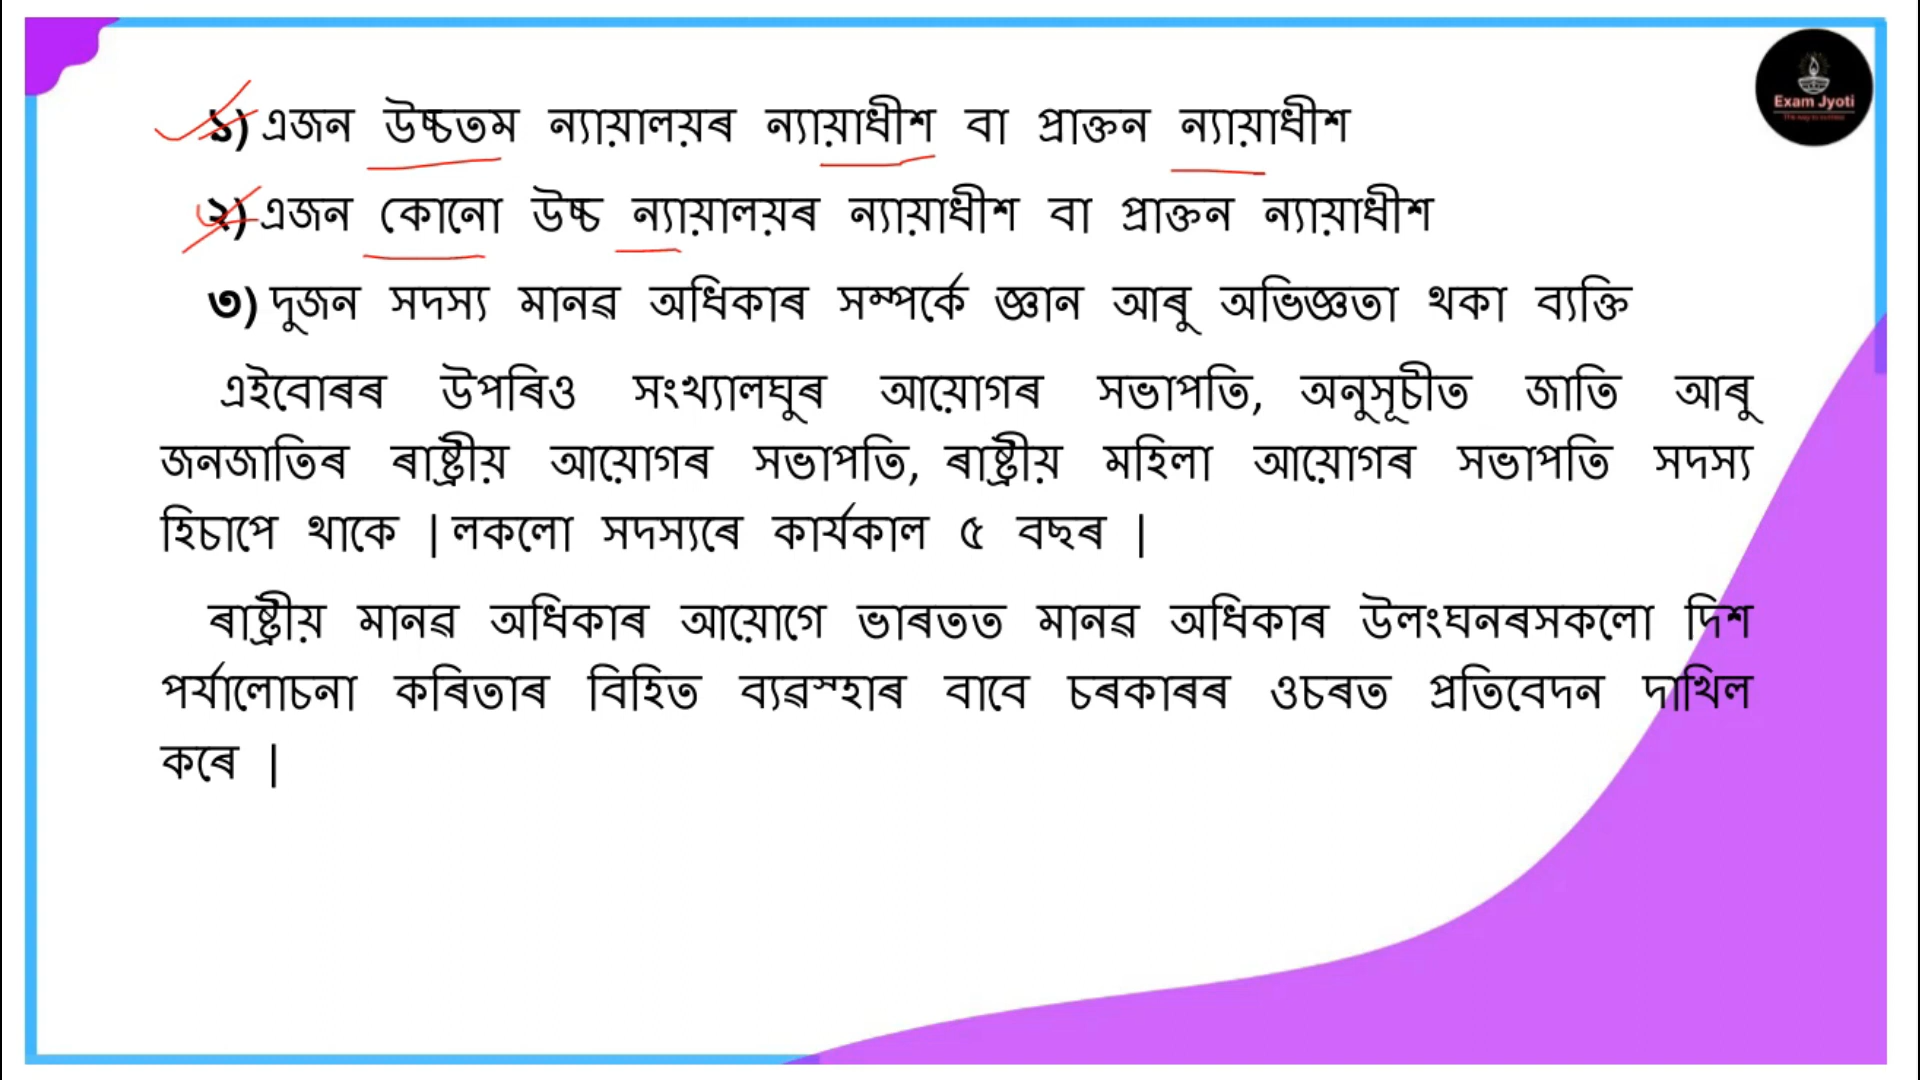 ১) এজন উচ্চতম ন্যায়ালয়ৰ ন্যায়াধীশ বা প্ৰাক্তন ন্যায়াধীশ
Exam Jyoti
২) এজন কোনো উচ্চ ন্যায়ালয়ৰ ন্যায়াধীশ বা প্ৰাক্তন ন্যায়াধীশ
৩) দুজন সদস্য মানৱ অধিকাৰ সম্পৰ্কে জ্ঞান আৰু অভিজ্ঞতা থকা ব্যক্তি
এইবোৰৰ উপৰিও সংখ্যালঘুৰ আয়োগৰ সভাপতি, অনুসূচীত জাতি আৰু
জনজাতিৰ ৰাষ্ট্ৰীয় আয়োগৰ সভাপতি, ৰাষ্ট্ৰীয় মহিলা আয়োগৰ সভাপতি সদস্য
হিচাপে থাকে | লকলো সদস্যৰে কাৰ্যকাল ৫ বছৰ |
ৰাষ্ট্ৰীয় মানৱ অধিকাৰ আয়োগে ভাৰতত মানৱ অধিকাৰ উলংঘনৰসকলো দিশ
পৰ্যালোচনা কৰিতাৰ বিহিত ব্যৱস্হাৰ বাবে চৰকাৰৰ ওচৰত প্ৰতিবেদন দাখিল
কৰে |